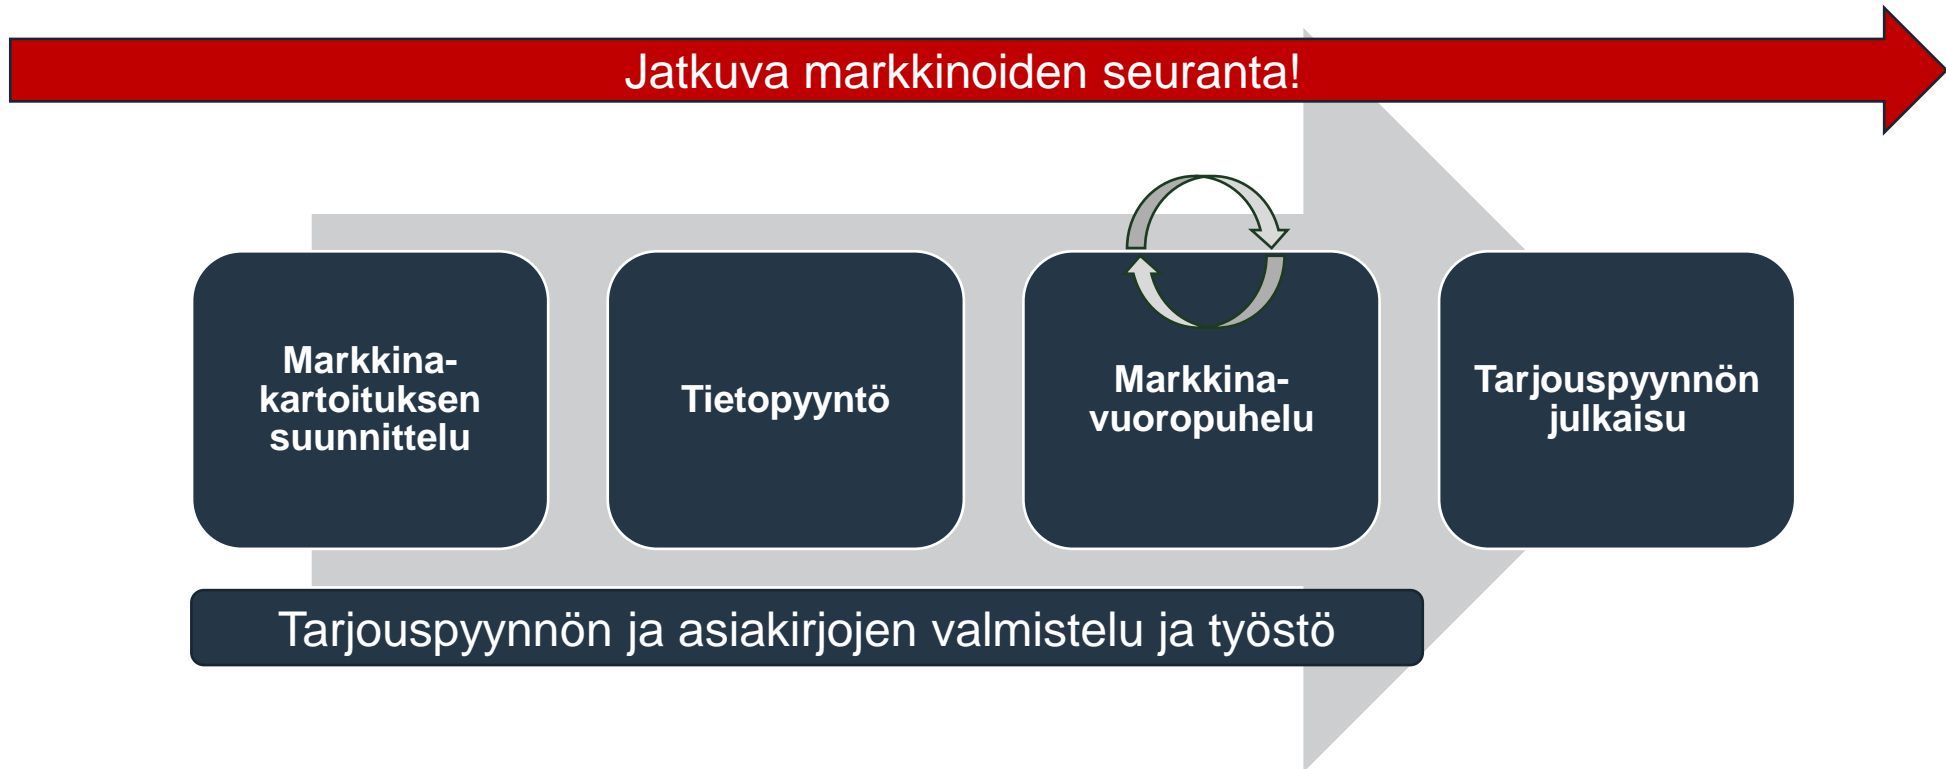 Jatkuva markkinoiden seuranta!
Markkina-
kartoituksen
suunnittelu
Tietopyyntö
Markkina-
vuoropuhelu
Tarjouspyynnön
julkaisu
Tarjouspyynnön ja asiakirjojen valmistelu ja työstö